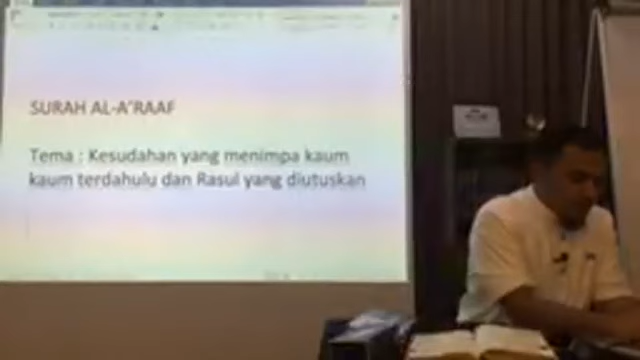 SURAH AL-A'RAAF
Tema : Kesudahan yang menimpa kaum
kaum terdahulu dan Rasul yang diutuskan